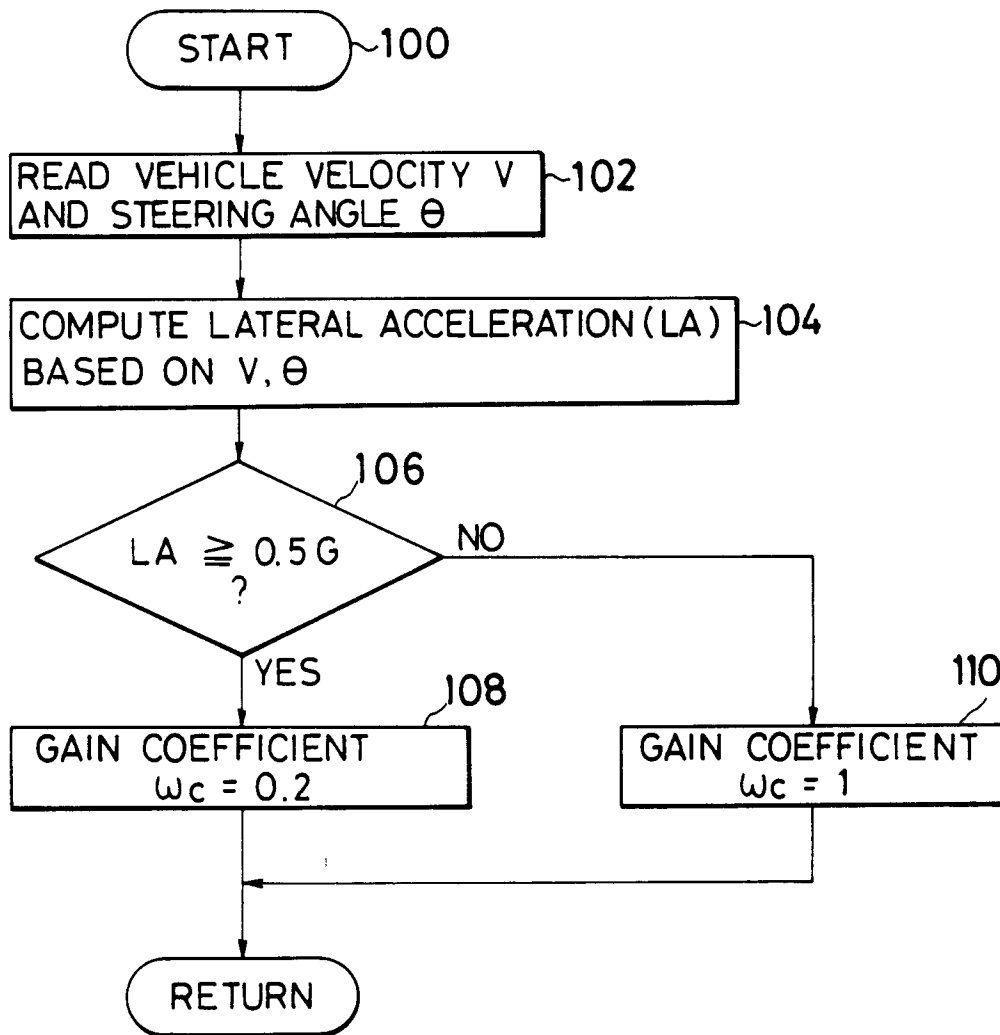 START
100
READ VEHICLE VELOCITY V
AND STEERING ANGLE θ
102
COMPUTE LATERAL ACCELERATION (LA)
BASED ON V, θ
104
106
LA ≧ 0.5G
?
NO
YES
108
GAIN COEFFICIENT
ωc = 0.2
110
GAIN COEFFICIENT
ωc = 1
RETURN